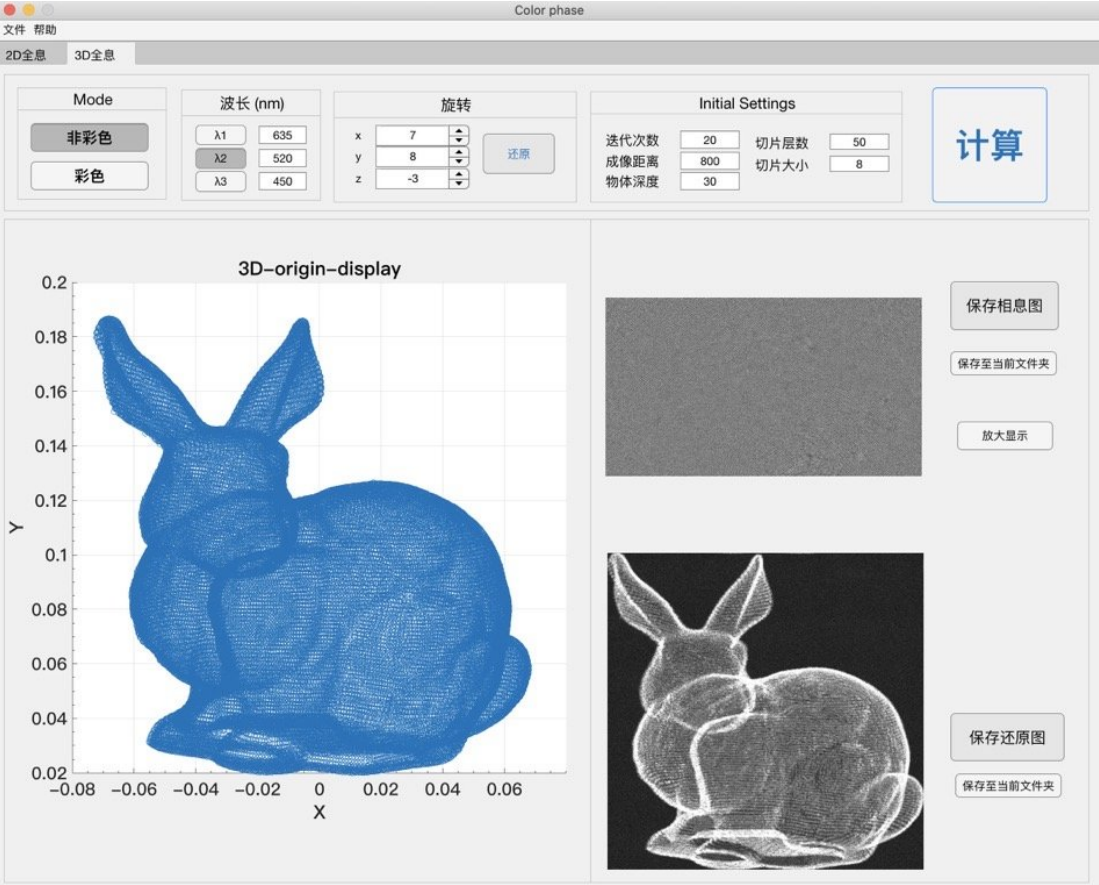 Color phase
文件 帮助
2D全息 3D全息
Mode
非彩色
彩色
波长 (nm)
λ1 635
λ2 520
λ3 450
旋转
x 7
y 8
z -3
还原
Initial Settings
迭代次数 20
成像距离 800
物体深度 30
切片层数 50
切片大小 8
计算
3D-origin-display
0.2
0.18
0.16
0.14
0.12
0.1
0.08
0.06
0.04
0.02
Y
-0.08 -0.06 -0.04 -0.02 0 0.02 0.04 0.06
X
保存相息图
保存至当前文件夹
放大显示
保存还原图
保存至当前文件夹